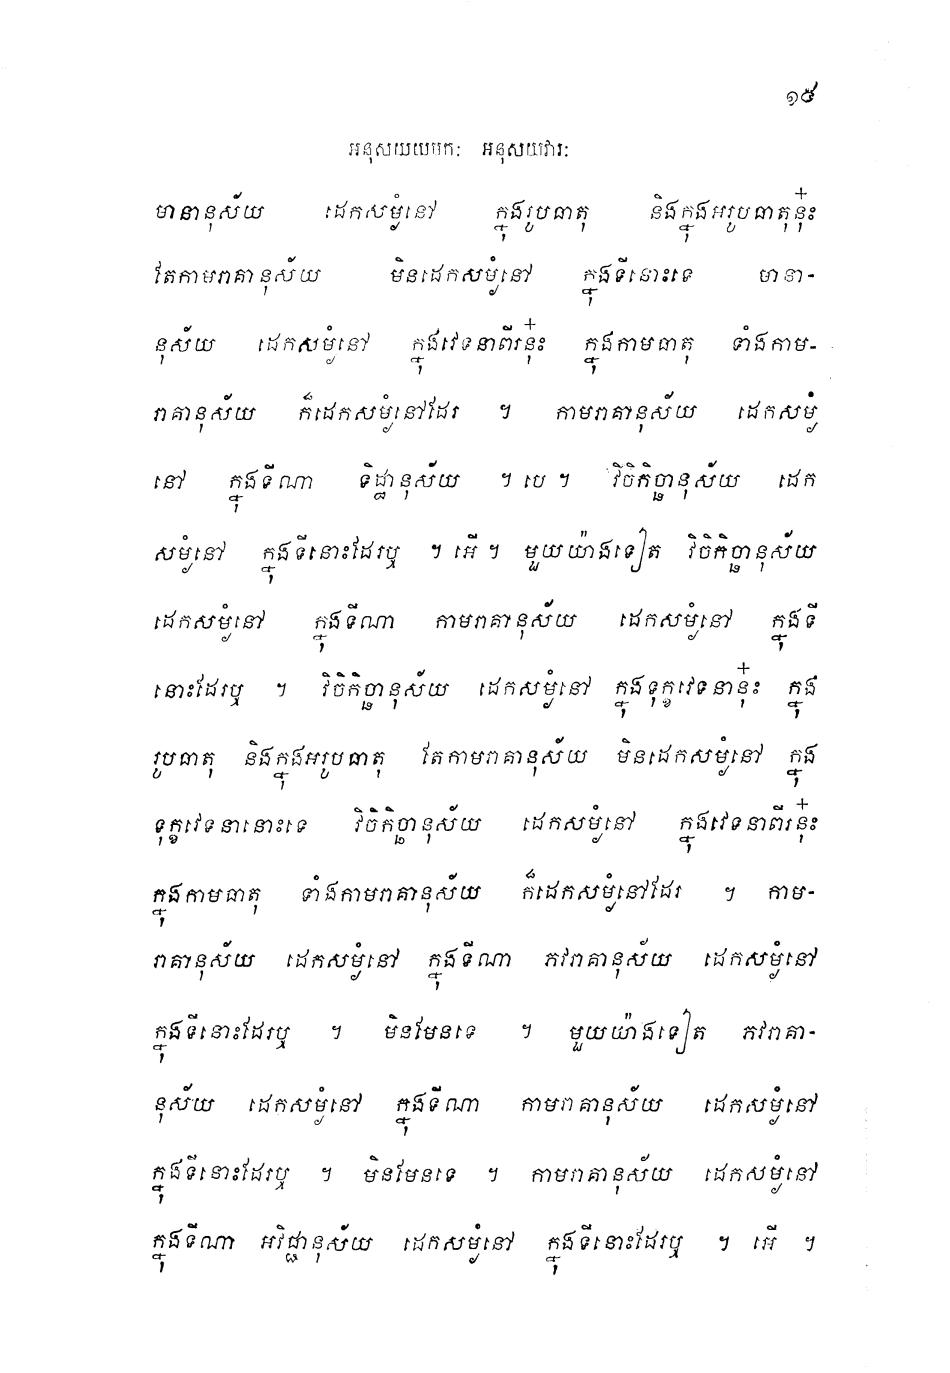 ១៥
អនុសយយមកៈ អនុសយវារៈ
មានានុស័យ ដេកសម្ងំនៅ ក្នុងរូបធាតុ និងក្នុងអរូបធាតុនុ៎ះ
តែកាមរាគានុស័យ មិនដេកសម្ងំនៅ ក្នុងទីនោះទេ មានា-
នុស័យ ដេកសម្ងំនៅ ក្នុងវេទនាពីរនុ៎ះ ក្នុងកាមធាតុ ទាំងកាម-
រាគានុស័យ ក៏ដេកសម្ងំនៅដែរ ។ កាមរាគានុស័យ ដេកសម្ងំ
នៅ ក្នុងទីណា ទិដ្ឋានុស័យ ។ បេ ។ វិចិកិច្ឆានុស័យ ដេក
សម្ងំនៅ ក្នុងទីនោះដែរឬ ។ អើ ។ មួយយ៉ាងទៀត វិចិកិច្ឆានុស័យ
ដេកសម្ងំនៅ ក្នុងទីណា កាមរាគានុស័យ ដេកសម្ងំនៅ ក្នុងទី
នោះដែរឬ ។ វិចិកិច្ឆានុស័យ ដេកសម្ងំនៅ ក្នុងទុក្ខវេទនានុ៎ះ ក្នុង
រូបធាតុ និងក្នុងអរូបធាតុ តែកាមរាគានុស័យ មិនដេកសម្ងំនៅ ក្នុង
ទុក្ខវេទនានោះទេ វិចិកិច្ឆានុស័យ ដេកសម្ងំនៅ ក្នុងវេទនាពីរនុ៎ះ
ក្នុងកាមធាតុ ទាំងកាមរាគានុស័យ ក៏ដេកសម្ងំនៅដែរ ។ កាម-
រាគានុស័យ ដេកសម្ងំនៅ ក្នុងទីណា ភវរាគានុស័យ ដេកសម្ងំនៅ
ក្នុងទីនោះដែរឬ ។ មិនមែនទេ ។ មួយយ៉ាងទៀត ភវរាគា-
នុស័យ ដេកសម្ងំនៅ ក្នុងទីណា កាមរាគានុស័យ ដេកសម្ងំនៅ
ក្នុងទីនោះដែរឬ ។ មិនមែនទេ ។ កាមរាគានុស័យ ដេកសម្ងំនៅ
ក្នុងទីណា អវិជ្ជានុស័យ ដេកសម្ងំនៅ ក្នុងទីនោះដែរឬ ។ អើ ។